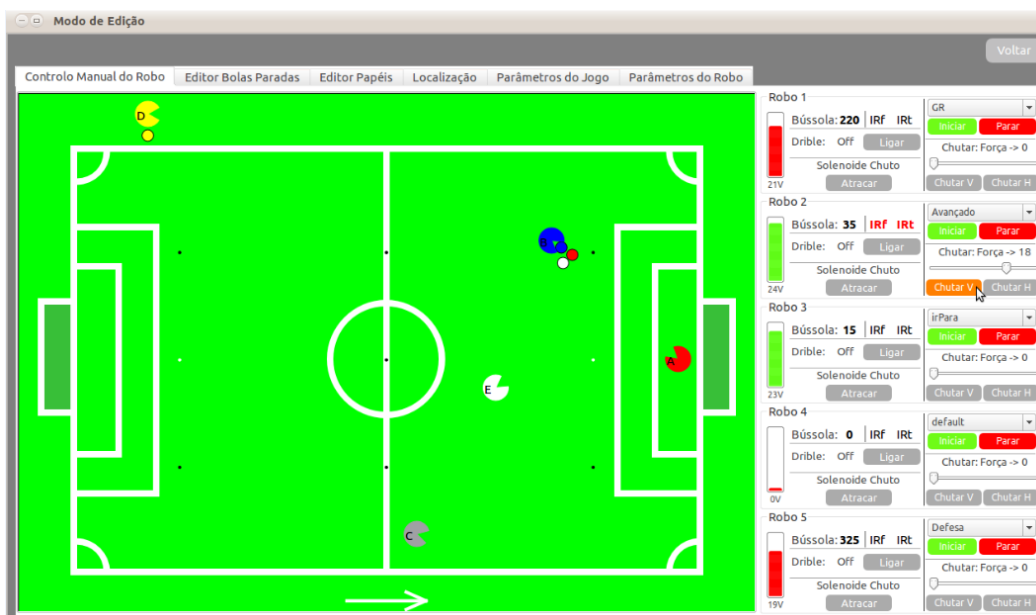 Modo de Edição
Voltar
Controlo Manual do Robo Editor Bolas Paradas Editor Papéis Localização Parâmetros do Jogo Parâmetros do Robo
D
A
E
C
Robo 1
Bússola: 220 IRf IRt
Drible: Off Ligar
Solenoide Chuto
Atracar
21V
GR
Iniciar Parar
Chutar: Força -> 0
Chutar V Chutar H
Robo 2
Bússola: 35 IRf IRt
Drible: Off Ligar
Solenoide Chuto
Atracar
24V
Avançado
Iniciar Parar
Chutar: Força -> 18
Chutar V Chutar H
Robo 3
Bússola: 15 IRf IRt
Drible: Off Ligar
Solenoide Chuto
Atracar
23V
irPara
Iniciar Parar
Chutar: Força -> 0
Chutar V Chutar H
Robo 4
Bússola: 0 IRf IRt
Drible: Off Ligar
Solenoide Chuto
Atracar
0V
default
Iniciar Parar
Chutar: Força -> 0
Chutar V Chutar H
Robo 5
Bússola: 325 IRf IRt
Drible: Off Ligar
Solenoide Chuto
Atracar
19V
Defesa
Iniciar Parar
Chutar: Força -> 0
Chutar V Chutar H